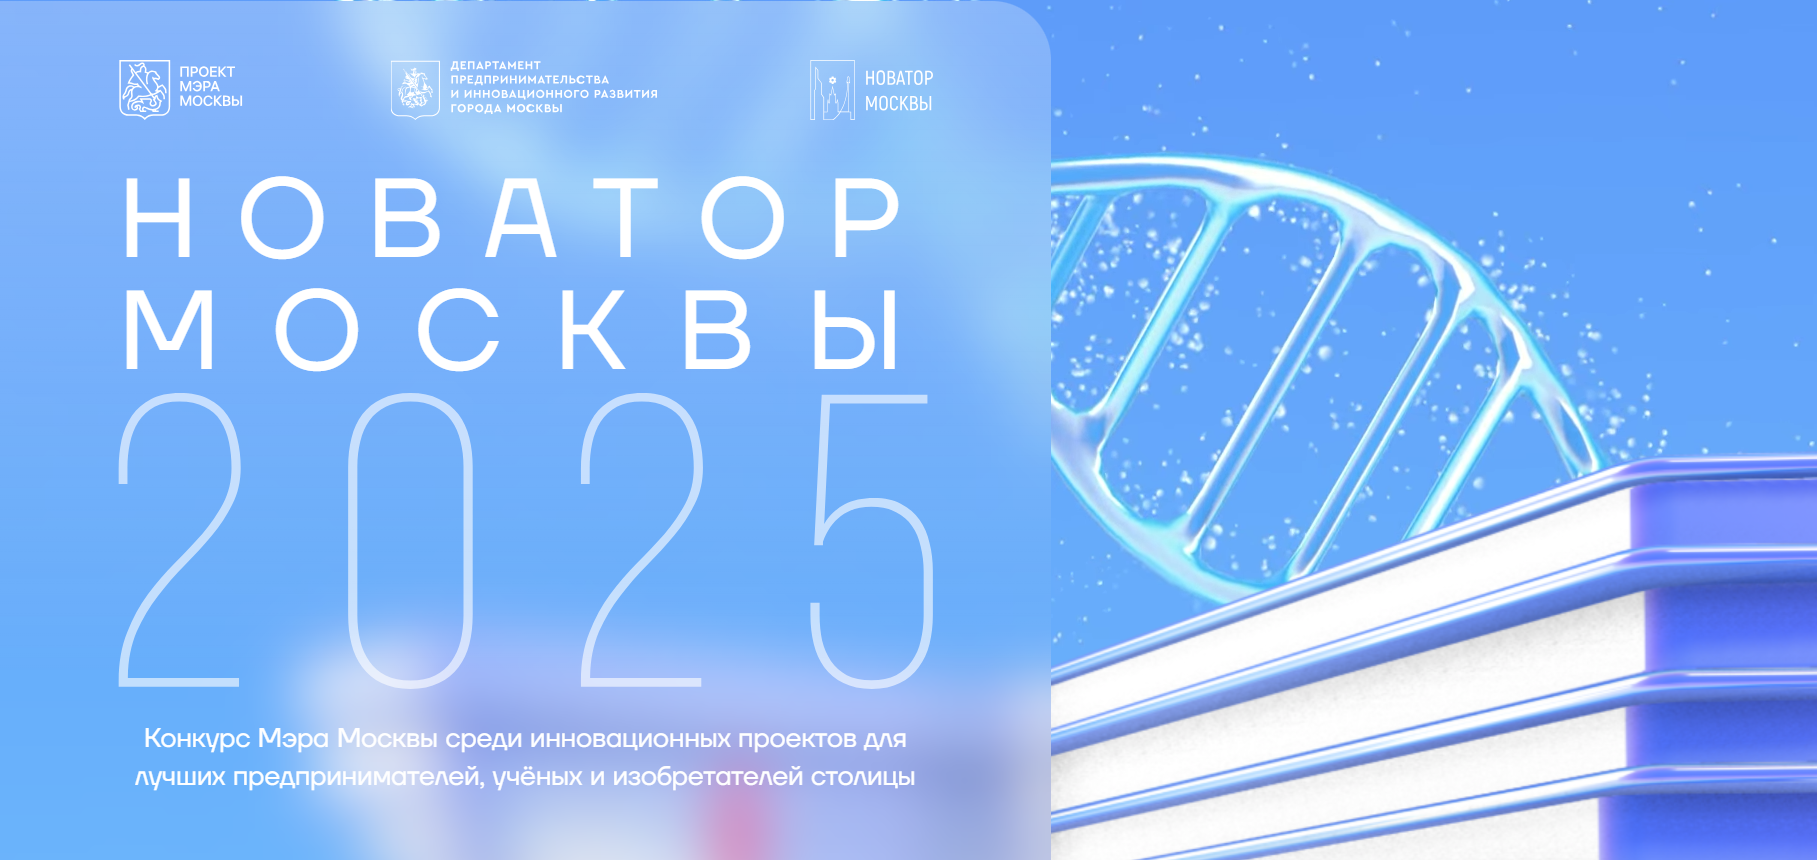 ПРОЕКТ
МЭРА
МОСКВЫ
ДЕПАРТАМЕНТ
ПРЕДПРИНИМАТЕЛЬСТВА
И ИННОВАЦИОННОГО РАЗВИТИЯ
ГОРОДА МОСКВЫ
НОВАТОР
МОСКВЫ
НОВАТОР
МОСКВЫ
2025
Конкурс Мэра Москвы среди инновационных проектов для
лучших предпринимателей, учёных и изобретателей столицы